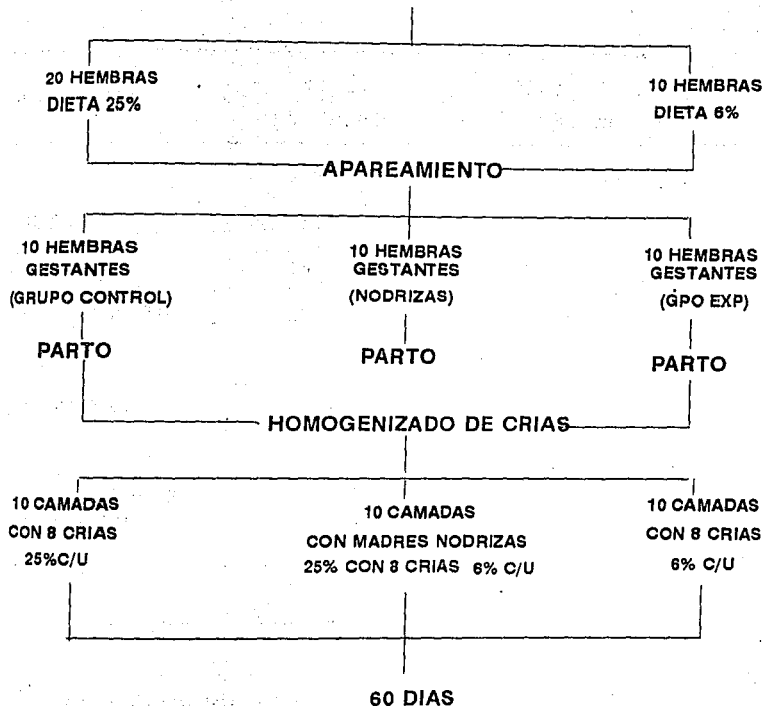 20 HEMBRAS
DIETA 25%
10 HEMBRAS
DIETA 6%
APAREAMIENTO
10 HEMBRAS
GESTANTES
(GRUPO CONTROL)
10 HEMBRAS
GESTANTES
(NODRIZAS)
10 HEMBRAS
GESTANTES
(GPO EXP)
PARTO
PARTO
PARTO
HOMOGENIZADO DE CRIAS
10 CAMADAS
CON 8 CRIAS
25%C/U
10 CAMADAS
CON MADRES NODRIZAS
25% CON 8 CRIAS 6% C/U
10 CAMADAS
CON 8 CRIAS
6% C/U
60 DIAS